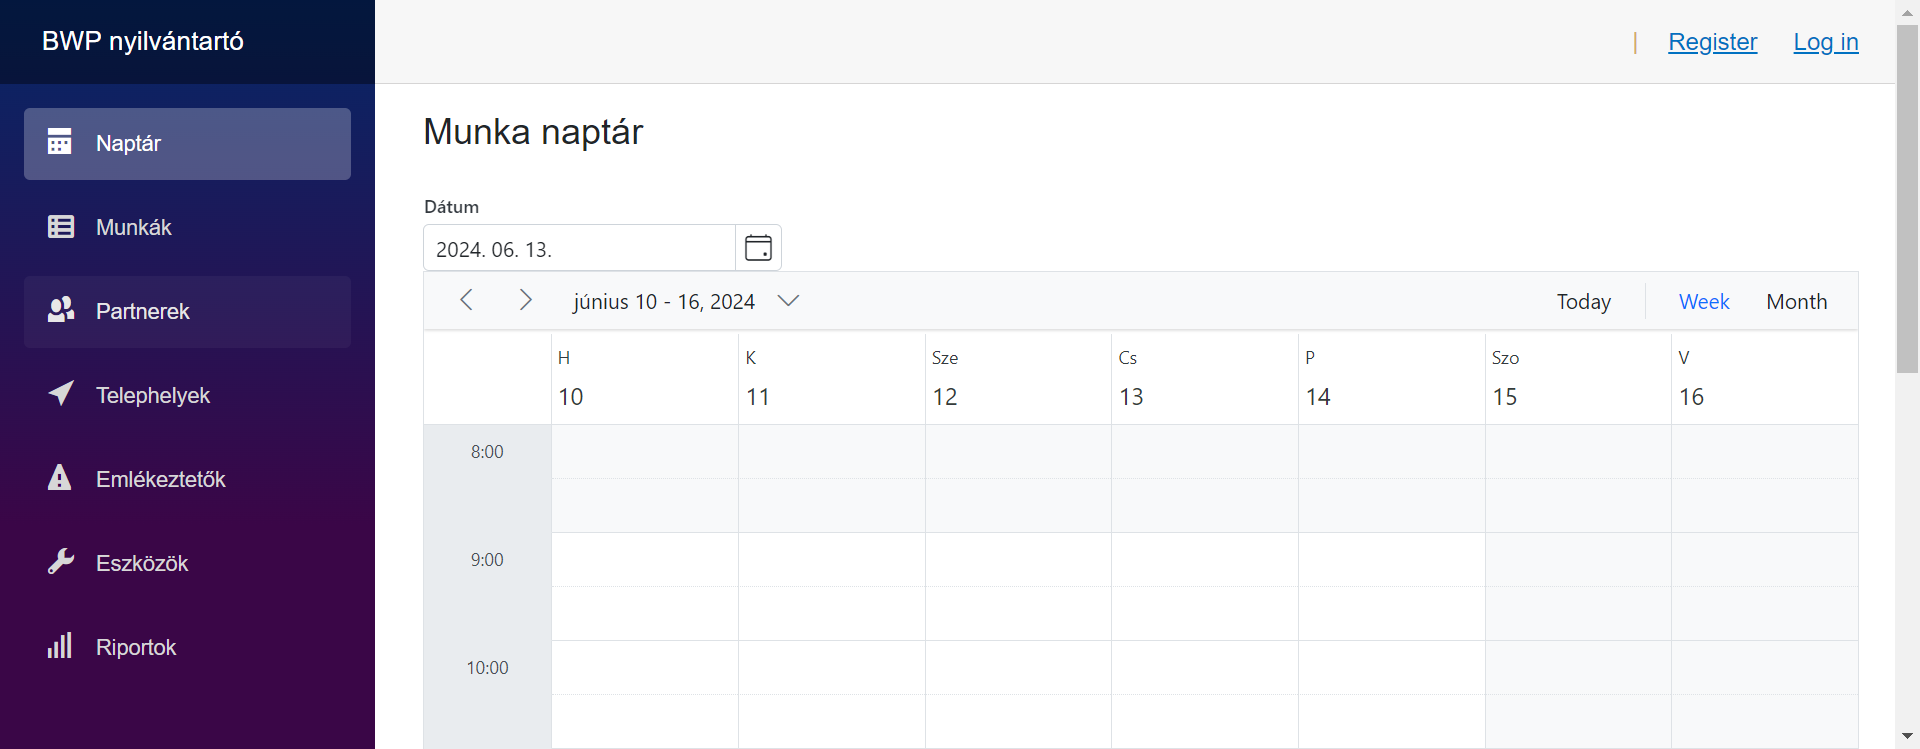 BWP nyilvántartó
| Register Log in
Naptár
Munkák
Partnerek
Telephelyek
Emlékeztetők
Eszközök
Riportok
Munka naptár
Dátum
2024. 06. 13.
június 10 - 16, 2024
Today Week Month
H K Sze Cs P Szo V
10 11 12 13 14 15 16
8:00
9:00
10:00